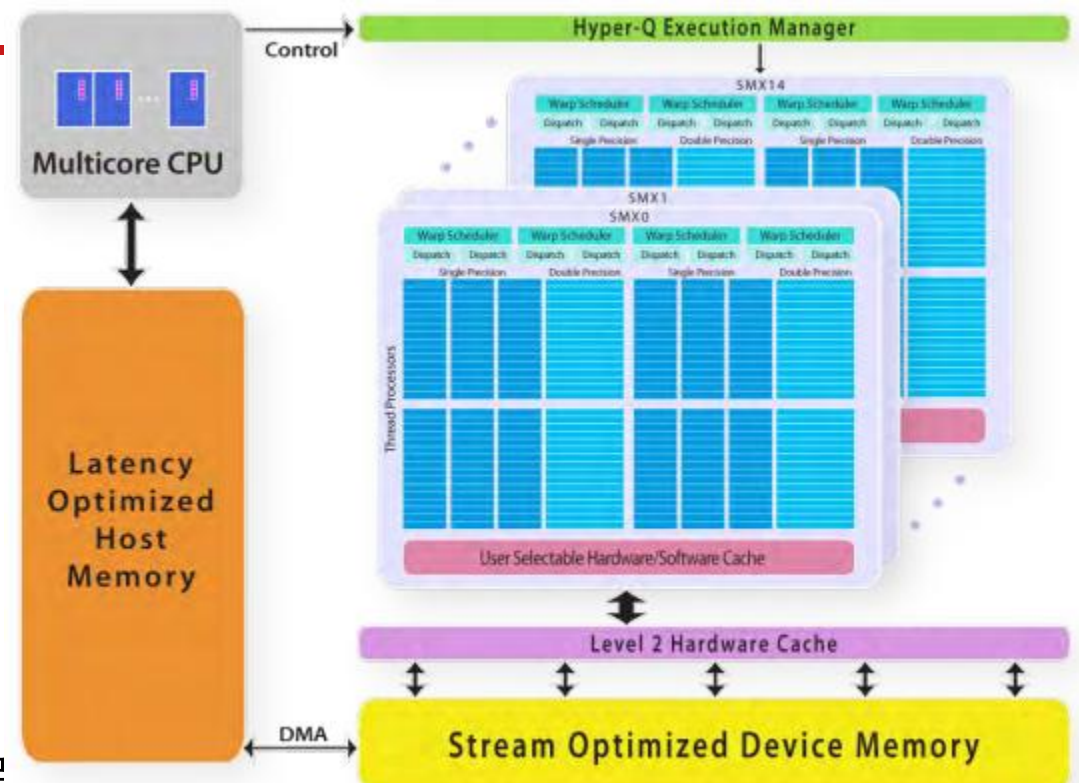 Hyper-Q Execution Manager
Control
Multicore CPU
SMX14
Warp Scheduler Warp Scheduler Warp Scheduler Warp Scheduler
Dispatch Dispatch Dispatch Dispatch Dispatch Dispatch Dispatch Dispatch
Single Precision Double Precision Single Precision Double Precision
SMX1
SMX0
Warp Scheduler Warp Scheduler Warp Scheduler Warp Scheduler
Dispatch Dispatch Dispatch Dispatch Dispatch Dispatch Dispatch Dispatch
Single Precision Double Precision Single Precision Double Precision
Thread Processors
User Selectable Hardware/Software Cache
Latency
Optimized
Host
Memory
Level 2 Hardware Cache
DMA
Stream Optimized Device Memory